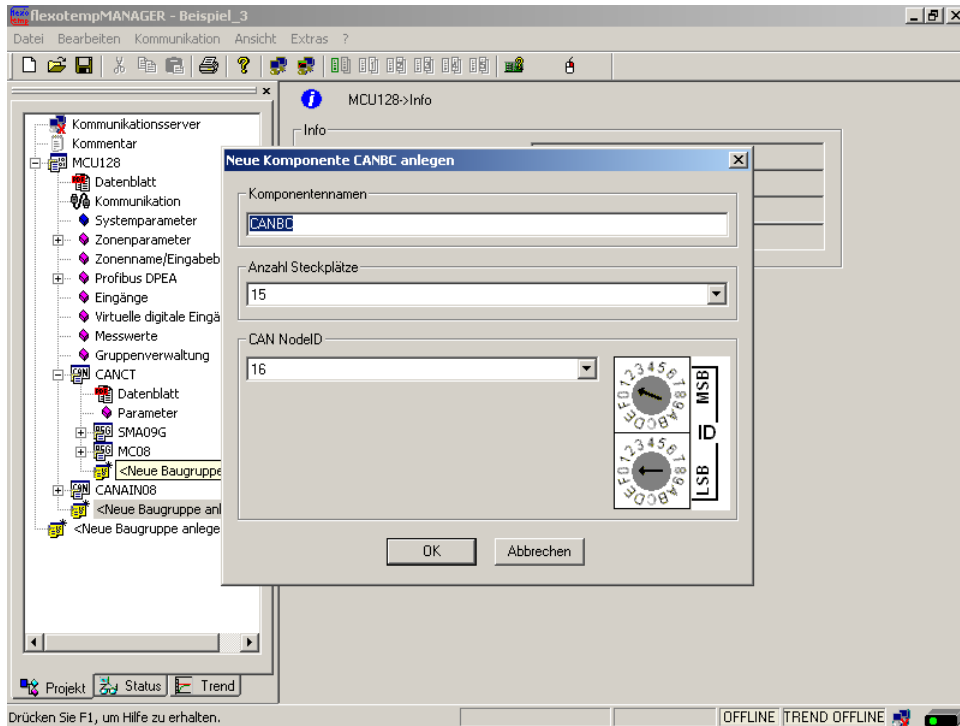 flexotempMANAGER - Beispiel_3
Datei Bearbeiten Kommunikation Ansicht Extras ?
MCU128->Info
Info
Kommunikationsserver
Kommentar
MCU128
Datenblatt
Kommunikation
Systemparameter
Zonenparameter
Zonenname/Eingabeb
Profibus DPEA
Eingänge
Virtuelle digitale Eingä
Messwerte
Gruppenverwaltung
CANCT
Datenblatt
Parameter
SMA09G
MC08
<Neue Baugruppe
CANAIN08
<Neue Baugruppe anl
<Neue Baugruppe anlege
Neue Komponente CANBC anlegen
Komponentennamen
CANBC
Anzahl Steckplätze
15
CAN NodeID
16
0123456789ABCDEF
MSB
ID
0123456789ABCDEF
LSB
OK Abbrechen
Projekt Status Trend
Drücken Sie F1, um Hilfe zu erhalten.
OFFLINE TREND OFFLINE